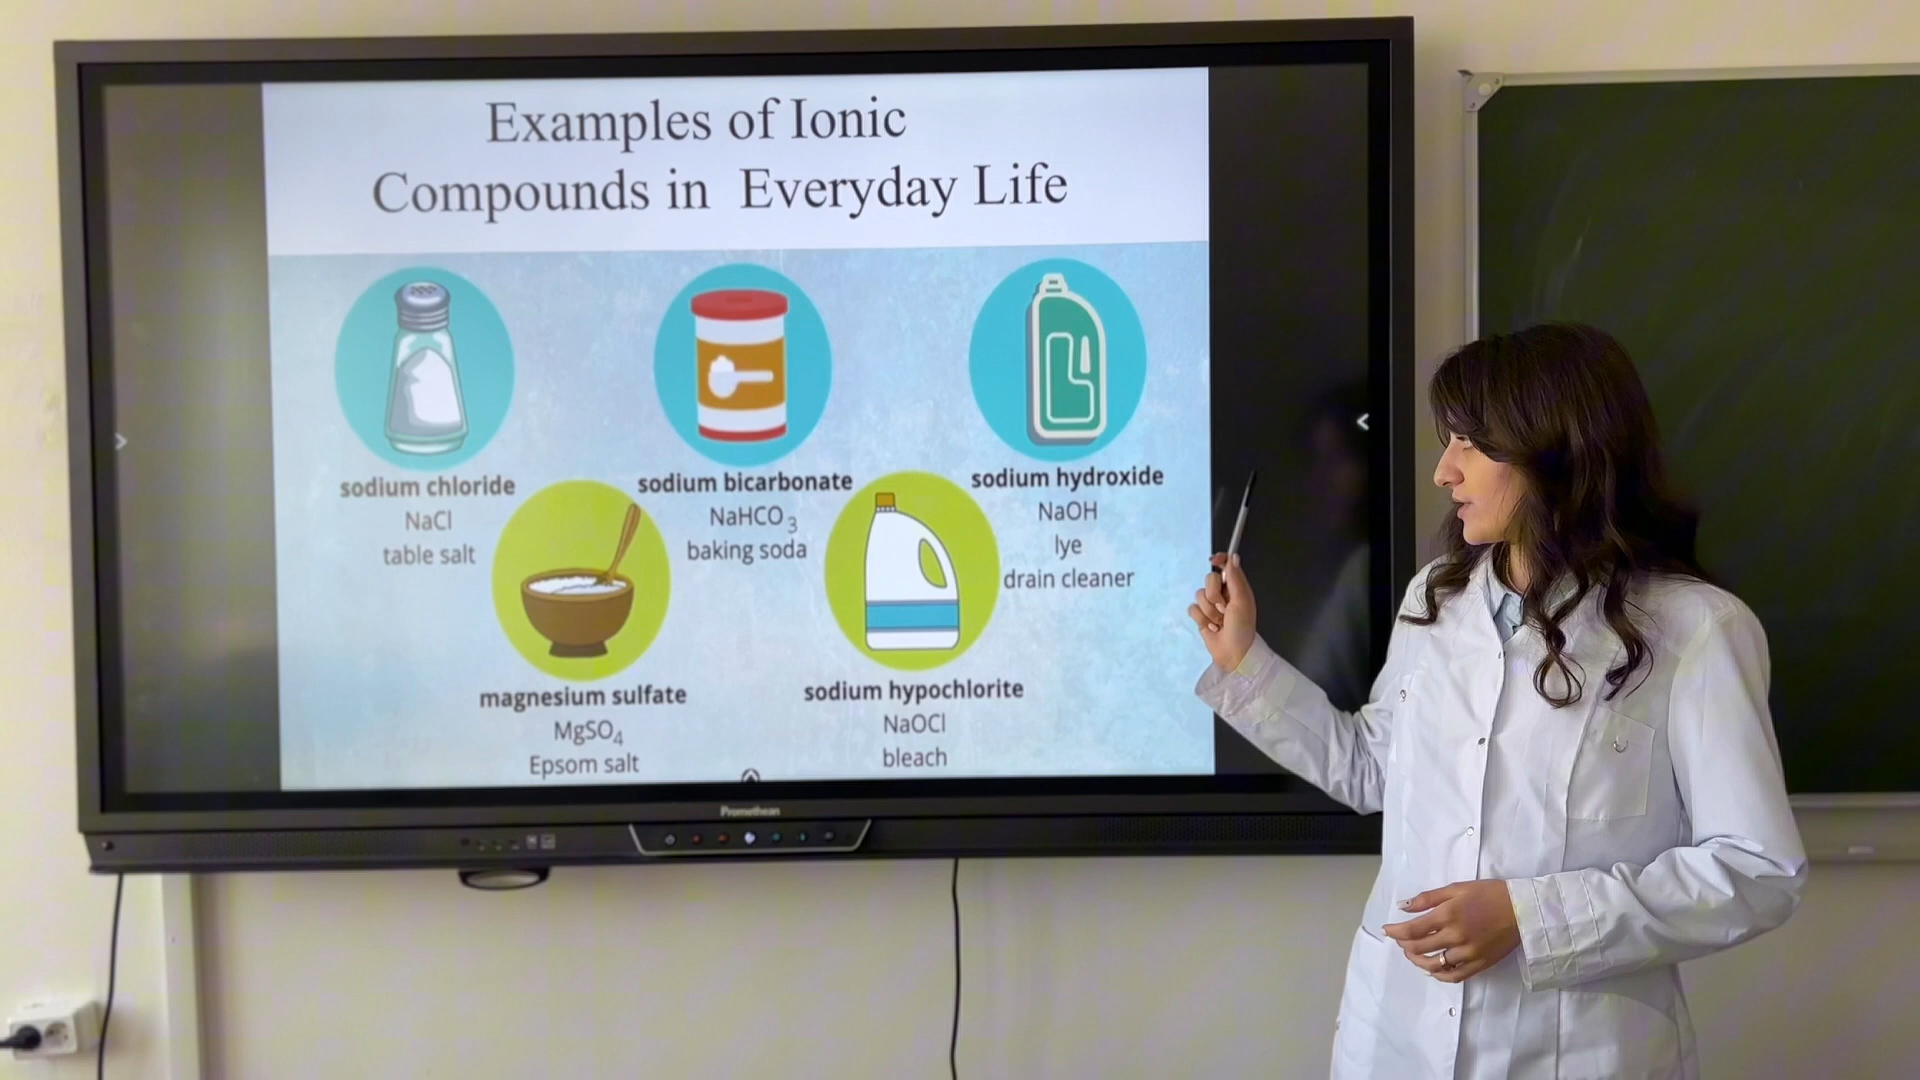 Examples of Ionic
Compounds in Everyday Life
sodium chloride
NaCl
table salt
sodium bicarbonate
NaHCO3
baking soda
sodium hydroxide
NaOH
lye
drain cleaner
magnesium sulfate
MgSO4
Epsom salt
sodium hypochlorite
NaOCl
bleach
Promethean